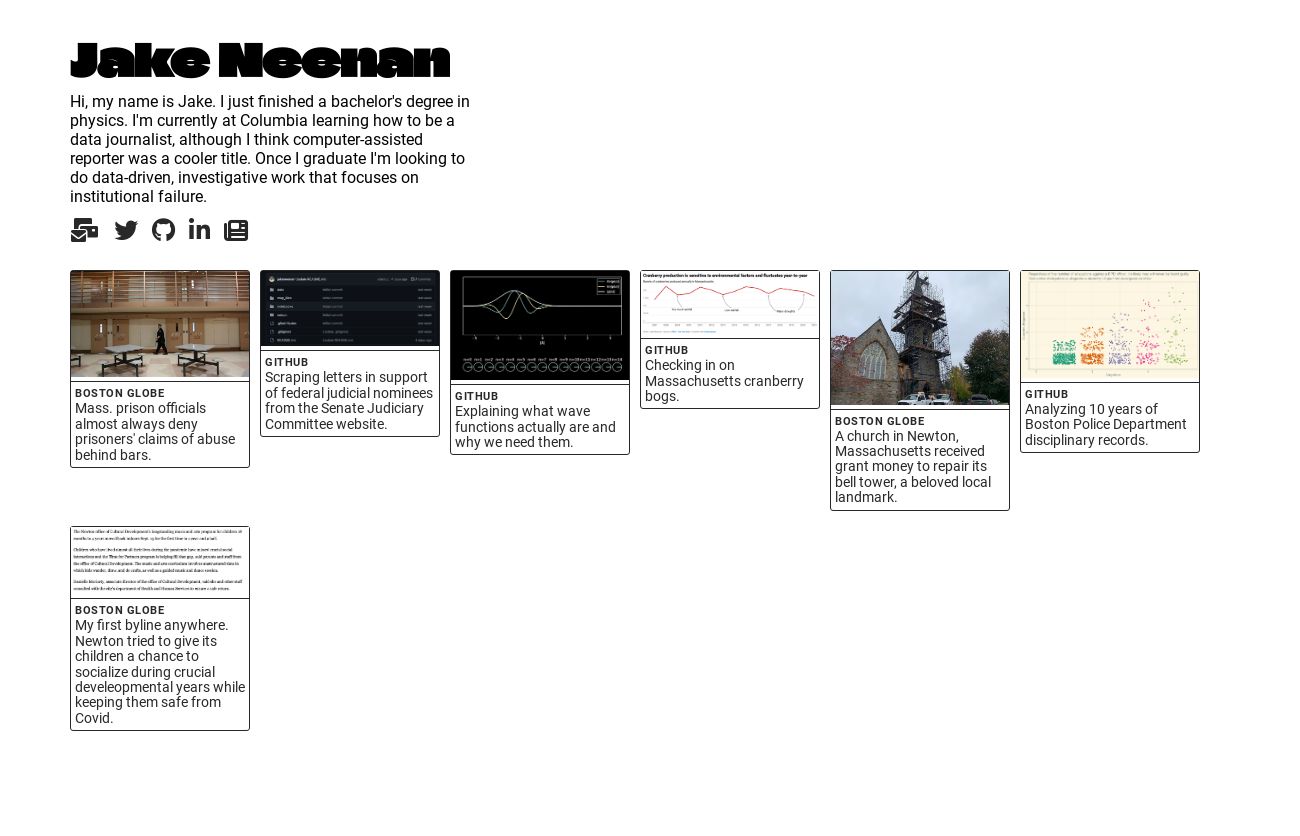 Jake Neenan
Hi, my name is Jake. I just finished a bachelor's degree in
physics. I'm currently at Columbia learning how to be a
data journalist, although I think computer-assisted
reporter was a cooler title. Once I graduate I'm looking to
do data-driven, investigative work that focuses on
institutional failure.
BOSTON GLOBE
Mass. prison officials
almost always deny
prisoners' claims of abuse
behind bars.
GITHUB
Scraping letters in support
of federal judicial nominees
from the Senate Judiciary
Committee website.
GITHUB
Explaining what wave
functions actually are and
why we need them.
Cranberry production is sensitive to environmental factors and fluctuates year-to-year
GITHUB
Checking in on
Massachusetts cranberry
bogs.
BOSTON GLOBE
A church in Newton,
Massachusetts received
grant money to repair its
bell tower, a beloved local
landmark.
GITHUB
Analyzing 10 years of
Boston Police Department
disciplinary records.
BOSTON GLOBE
My first byline anywhere.
Newton tried to give its
children a chance to
socialize during crucial
develeopmental years while
keeping them safe from
Covid.